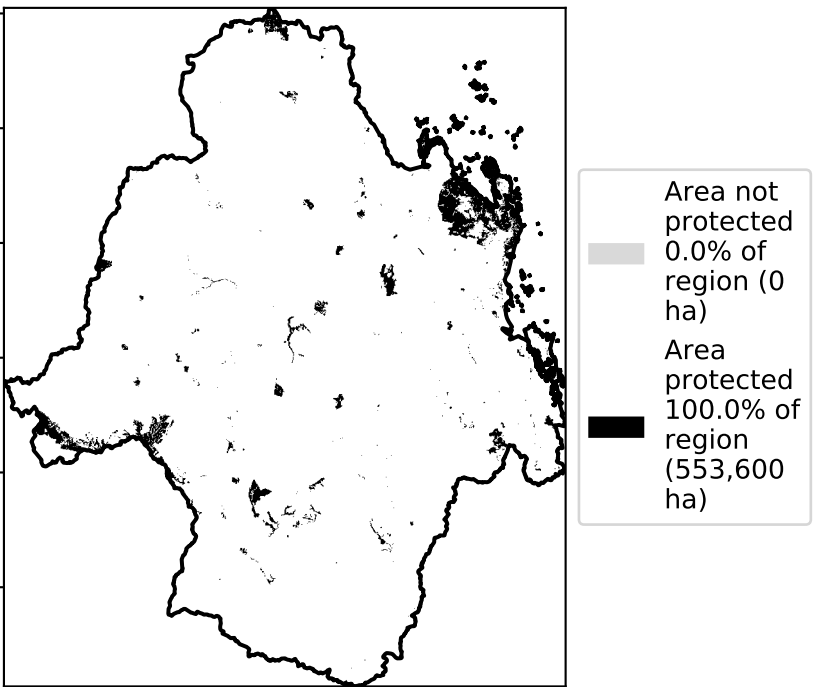 Area not
protected
0.0% of
region (0
ha)
Area
protected
100.0% of
region
(553,600
ha)